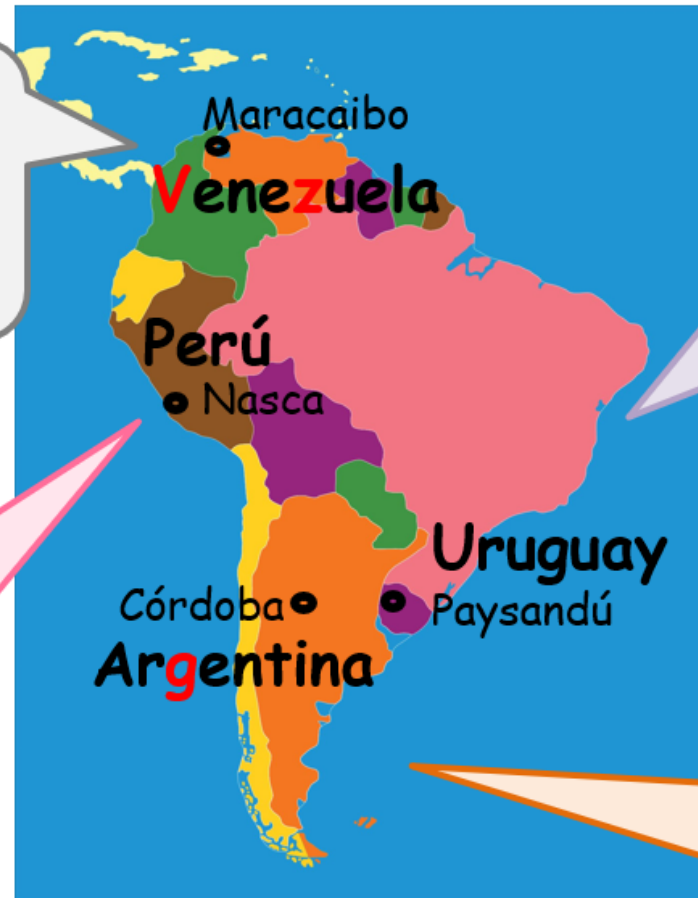 Maracaibo
Venezuela
Perú
Nasca
Uruguay
Córdoba
Paysandú
Argentina